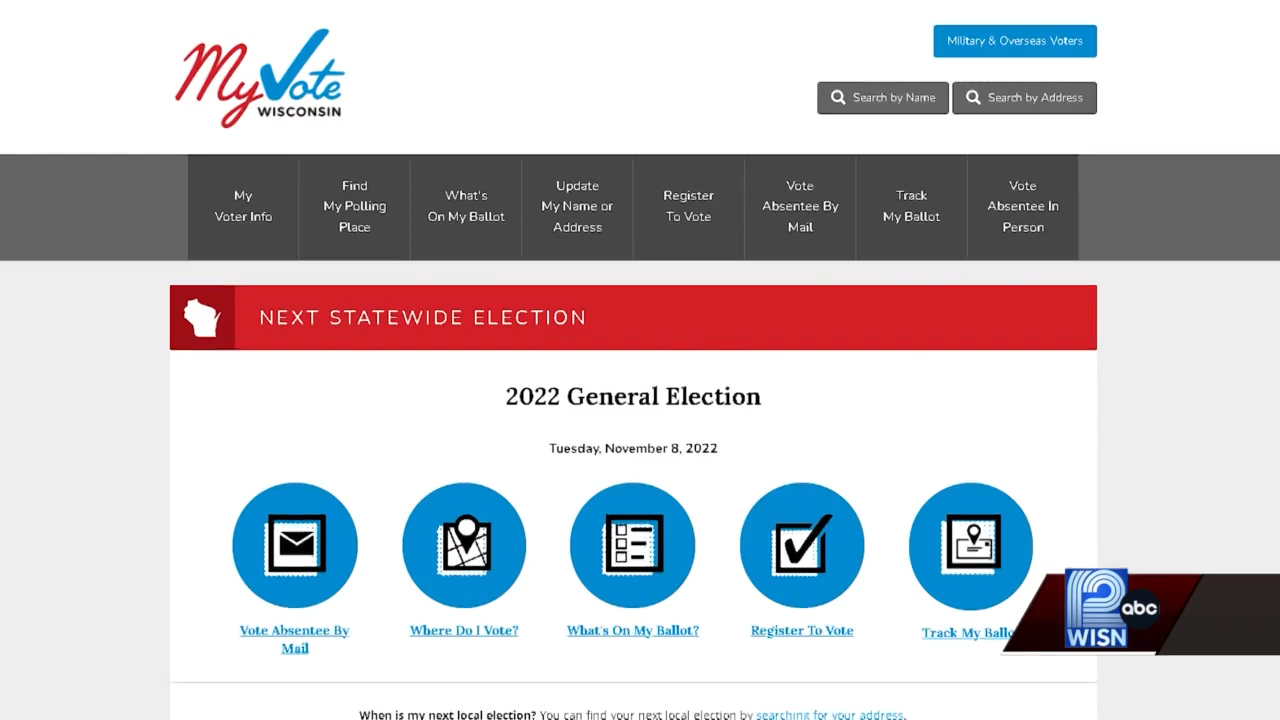 MyVote
WISCONSIN
Military & Overseas Voters
Search by Name
Search by Address
My
Voter Info
Find
My Polling
Place
What's
On My Ballot
Update
My Name or
Address
Register
To Vote
Vote
Absentee By
Mail
Track
My Ballot
Vote
Absentee In
Person
NEXT STATEWIDE ELECTION
2022 General Election
Tuesday, November 8, 2022
Vote Absentee By
Mail
Where Do I Vote?
What's On My Ballot?
Register To Vote
Track My Ballo
12
abc
WISN
When is my next local election? You can find your next local election by searching for your address.